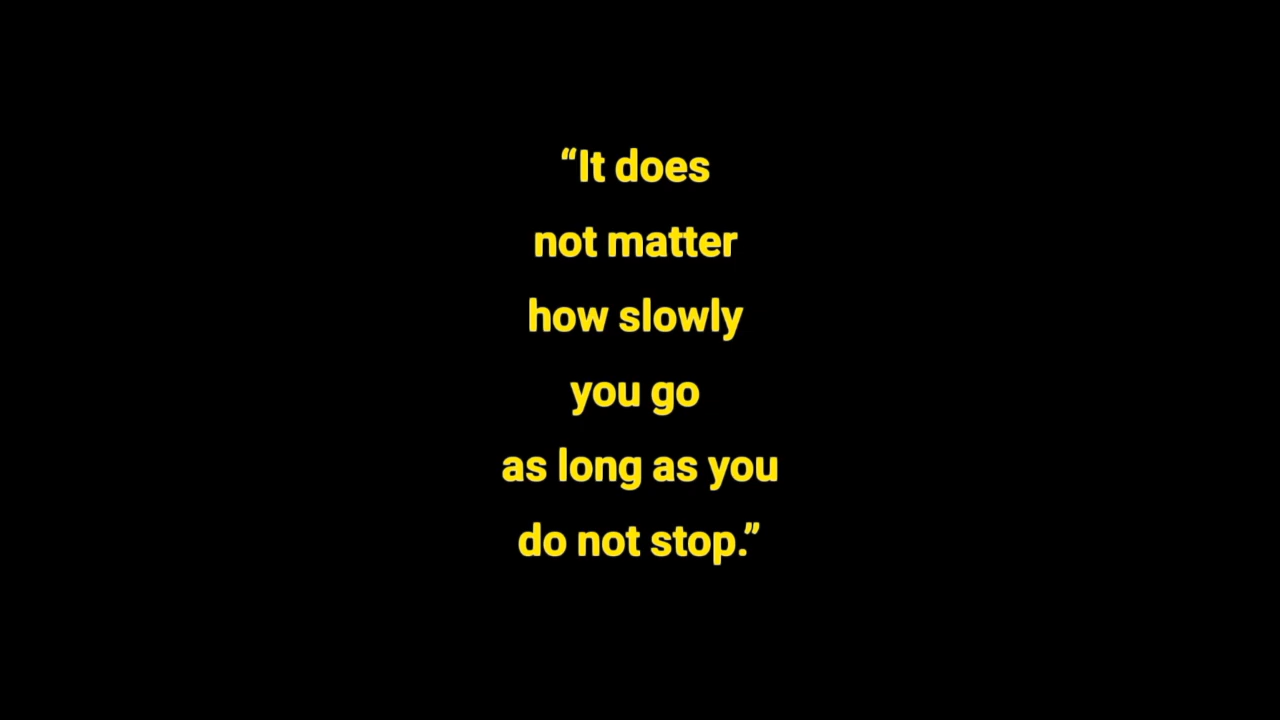 “It does
not matter
how slowly
you go
as long as you
do not stop.”